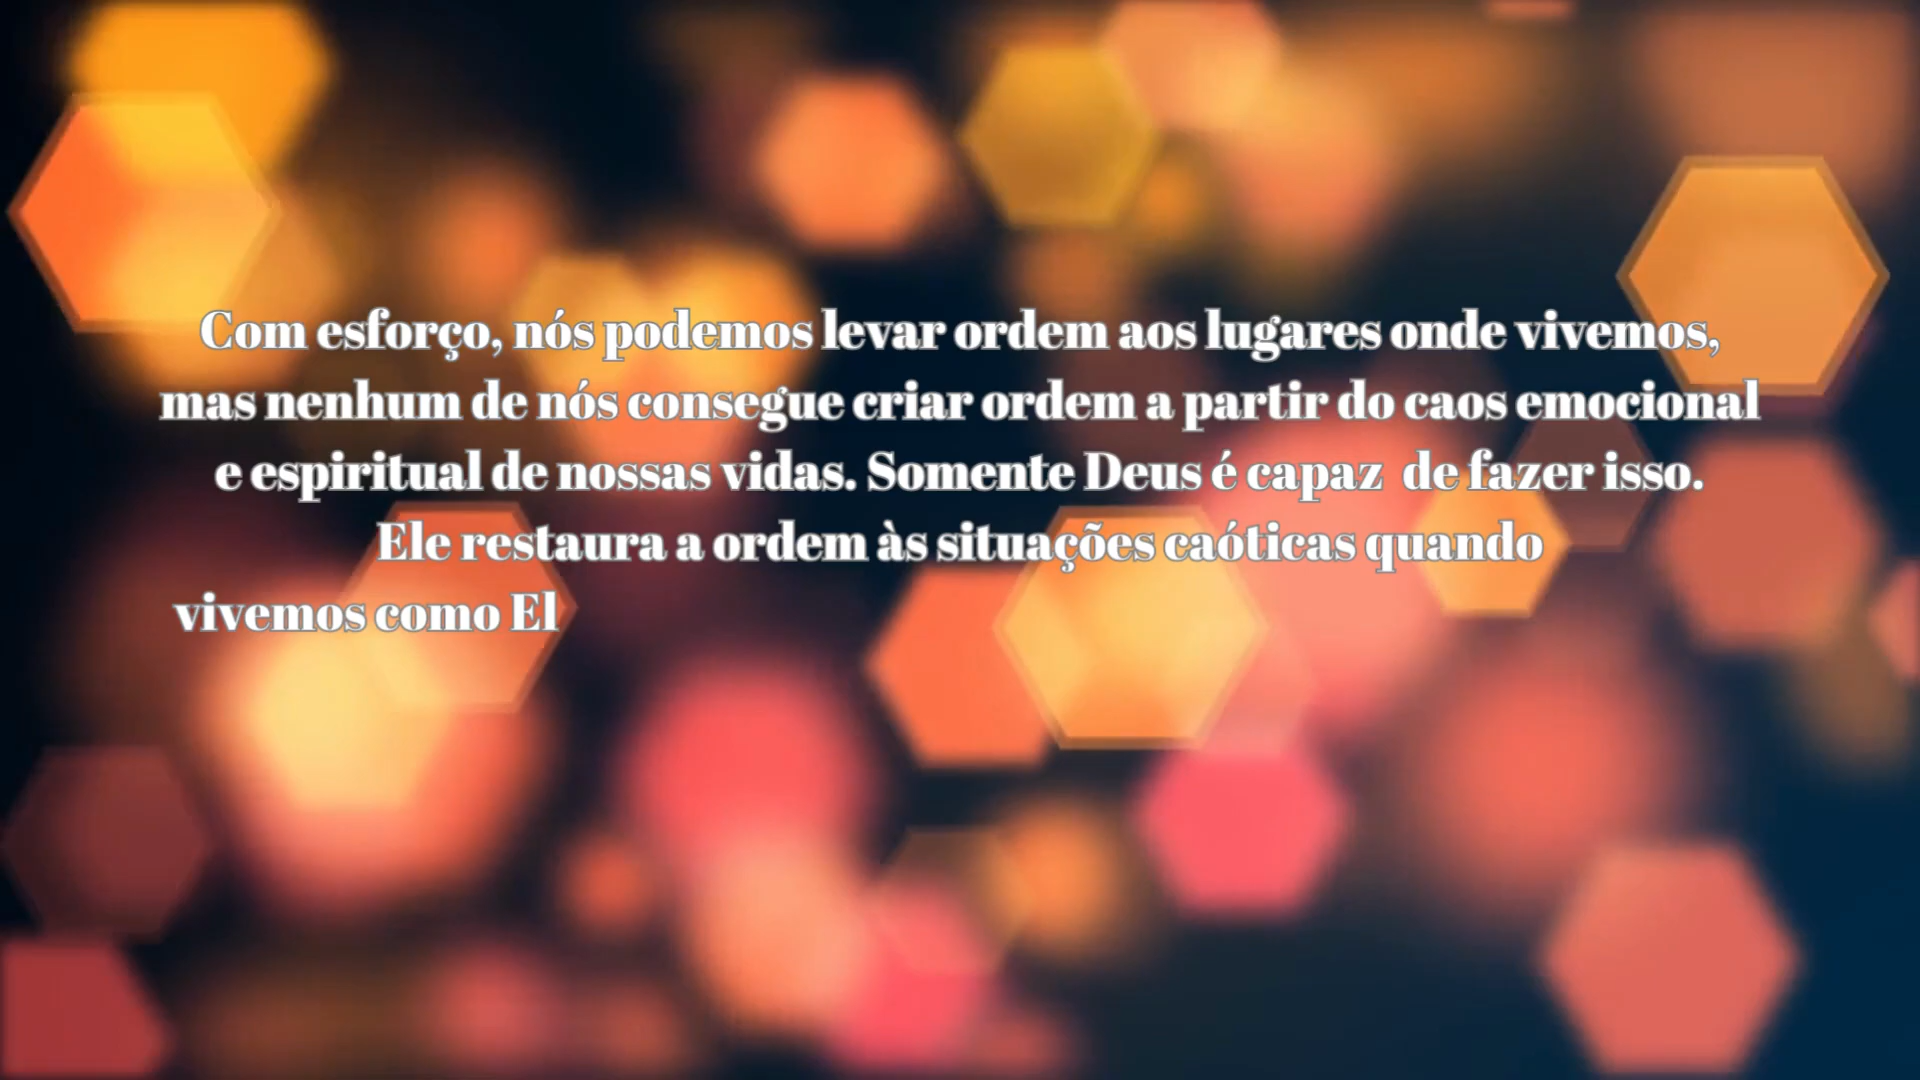 Com esforço, nós podemos levar ordem aos lugares onde vivemos,
mas nenhum de nós consegue criar ordem a partir do caos emocional
e espiritual de nossas vidas. Somente Deus é capaz  de fazer isso.
Ele restaura a ordem às situações caóticas quando
vivemos como El